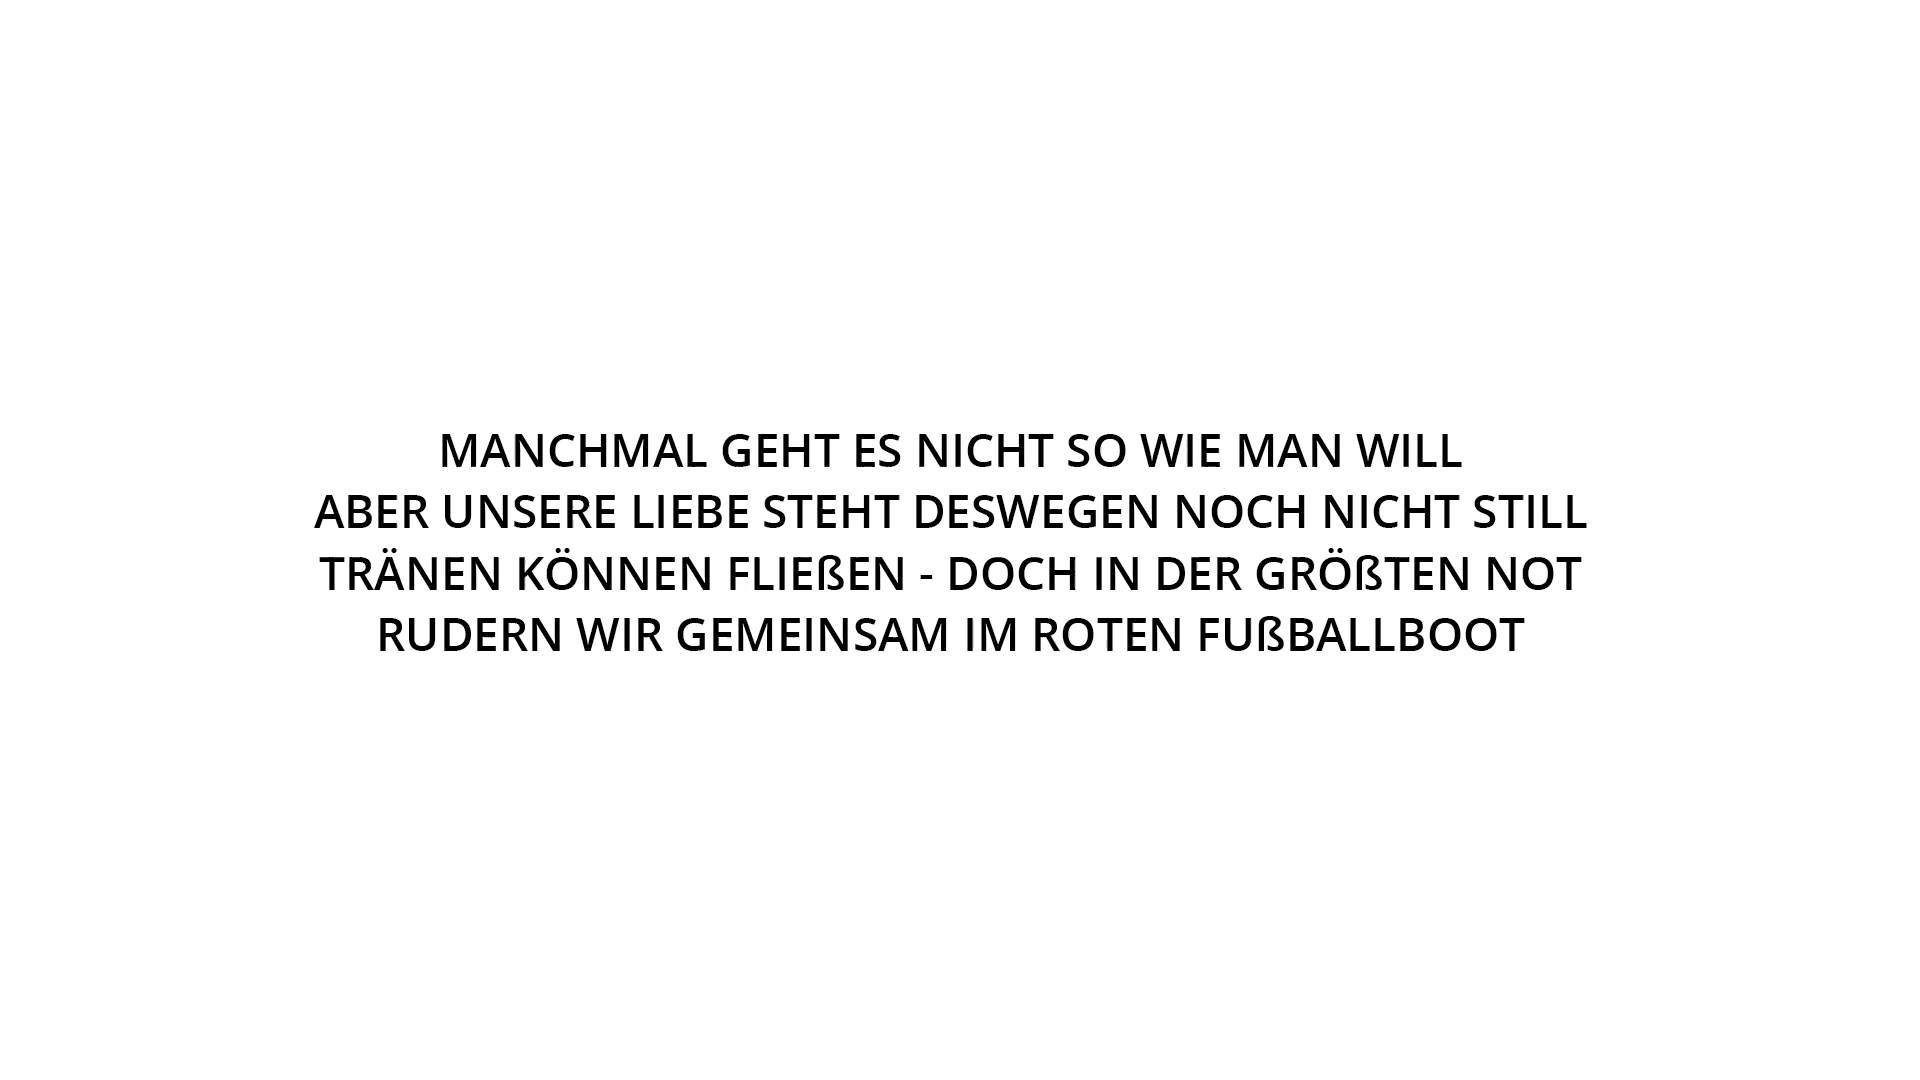 MANCHMAL GEHT ES NICHT SO WIE MAN WILL
ABER UNSERE LIEBE STEHT DESWEGEN NOCH NICHT STILL
TRÄNEN KÖNNEN FLIEßEN - DOCH IN DER GRÖßTEN NOT
RUDERN WIR GEMEINSAM IM ROTEN FUßBALLBOOT